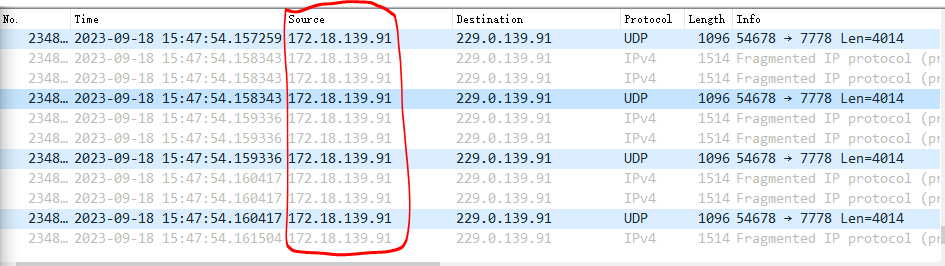 No. Time Source Destination Protocol Length Info
2348… 2023-09-18 15:47:54.157259 172.18.139.91 229.0.139.91 UDP 1096 54678 → 7778 Len=4014
2348… 2023-09-18 15:47:54.158343 172.18.139.91 229.0.139.91 IPv4 1514 Fragmented IP protocol (pr
2348… 2023-09-18 15:47:54.158343 172.18.139.91 229.0.139.91 IPv4 1514 Fragmented IP protocol (pr
2348… 2023-09-18 15:47:54.158343 172.18.139.91 229.0.139.91 UDP 1096 54678 → 7778 Len=4014
2348… 2023-09-18 15:47:54.159336 172.18.139.91 229.0.139.91 IPv4 1514 Fragmented IP protocol (pr
2348… 2023-09-18 15:47:54.159336 172.18.139.91 229.0.139.91 IPv4 1514 Fragmented IP protocol (pr
2348… 2023-09-18 15:47:54.159336 172.18.139.91 229.0.139.91 UDP 1096 54678 → 7778 Len=4014
2348… 2023-09-18 15:47:54.160417 172.18.139.91 229.0.139.91 IPv4 1514 Fragmented IP protocol (pr
2348… 2023-09-18 15:47:54.160417 172.18.139.91 229.0.139.91 IPv4 1514 Fragmented IP protocol (pr
2348… 2023-09-18 15:47:54.160417 172.18.139.91 229.0.139.91 UDP 1096 54678 → 7778 Len=4014
2348… 2023-09-18 15:47:54.161504 172.18.139.91 229.0.139.91 IPv4 1514 Fragmented IP protocol (pr